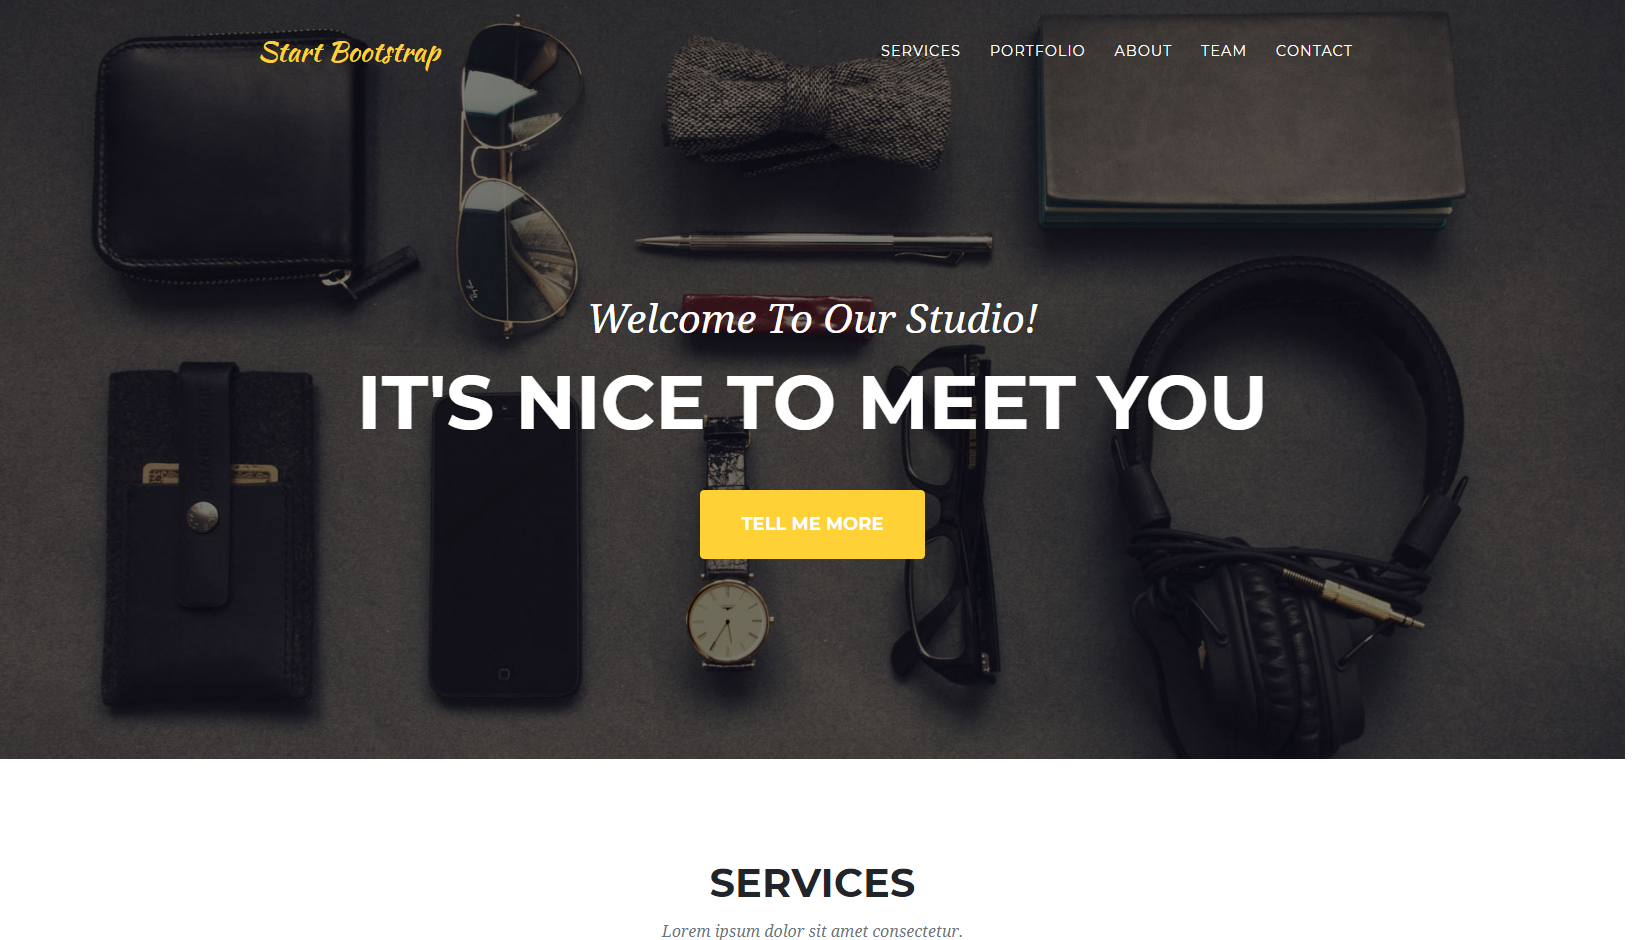 Start Bootstrap
SERVICES PORTFOLIO ABOUT TEAM CONTACT
Welcome To Our Studio!
IT'S NICE TO MEET YOU
TELL ME MORE
SERVICES
Lorem ipsum dolor sit amet consectetur.